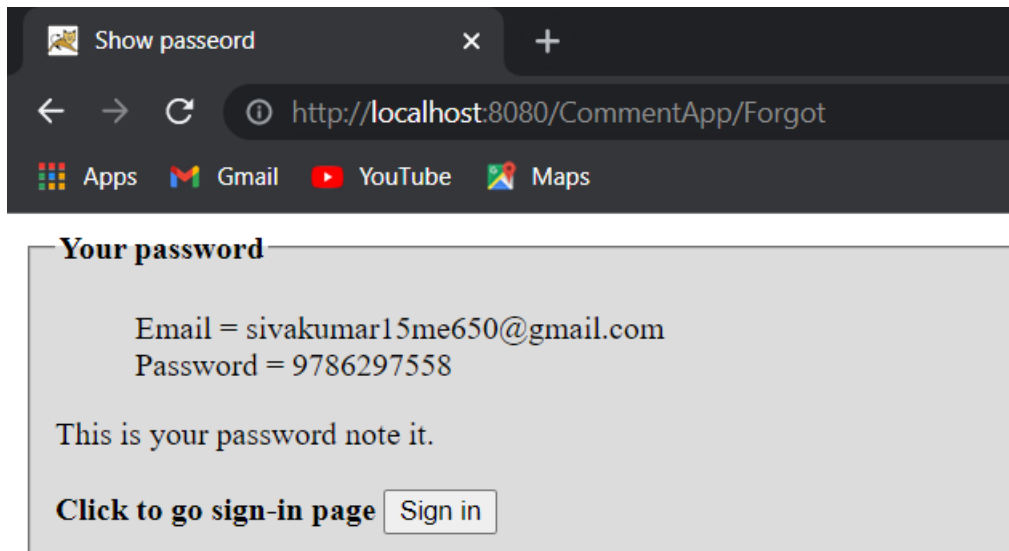 Show passeord
http://localhost:8080/CommentApp/Forgot
Apps Gmail YouTube Maps
Your password
Email = sivakumar15me650@gmail.com
Password = 9786297558
This is your password note it.
Click to go sign-in page Sign in